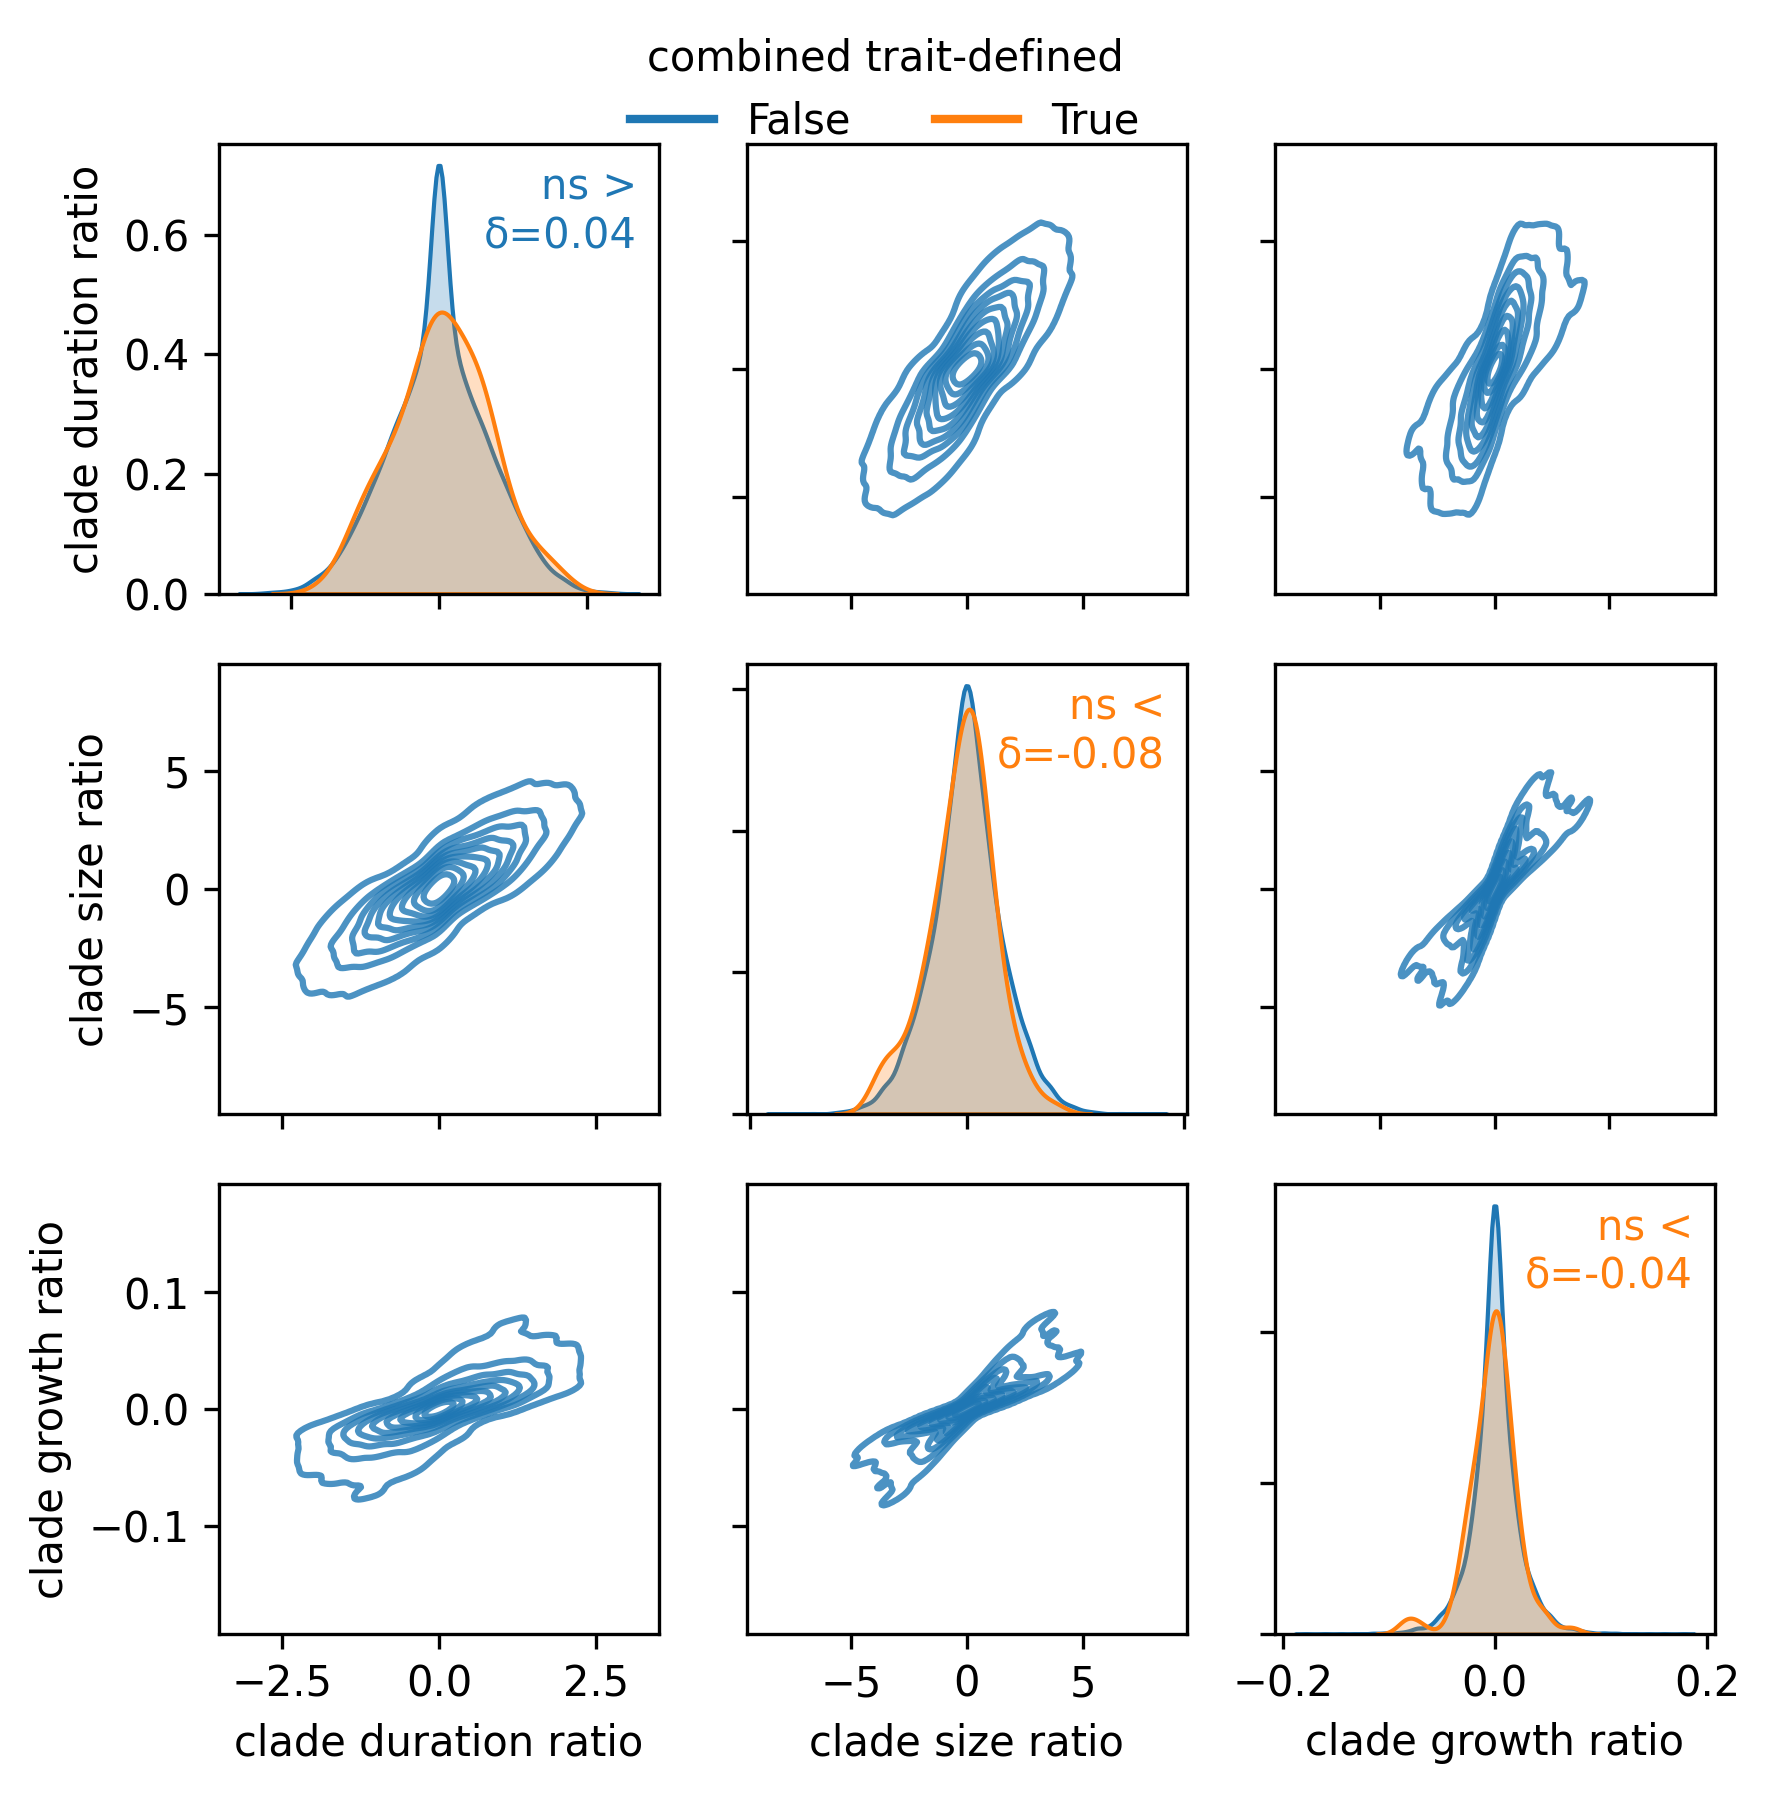 combined trait-defined
False True
clade duration ratio
0.6
0.4
0.2
0.0
ns >
δ=0.04
clade size ratio
5
0
−5
ns <
δ=-0.08
clade growth ratio
0.1
0.0
−0.1
ns <
δ=-0.04
−2.5 0.0 2.5
−5 0 5
−0.2 0.0 0.2
clade duration ratio
clade size ratio
clade growth ratio